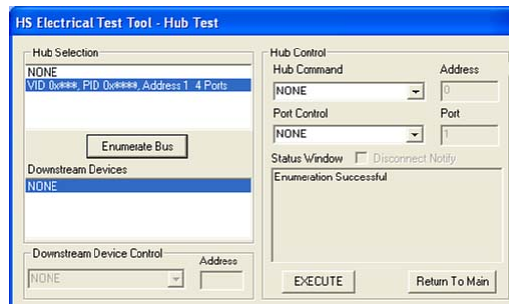 HS Electrical Test Tool - Hub Test
Hub Selection
NONE
VID 0x***, PID 0x****, Address 1 4 Ports
Enumerate Bus
Downstream Devices
NONE
Downstream Device Control
Address
NONE
Hub Control
Hub Command
Address
NONE
0
Port Control
Port
NONE
1
Status Window
Disconnect Notify
Enumeration Successful
EXECUTE
Return To Main